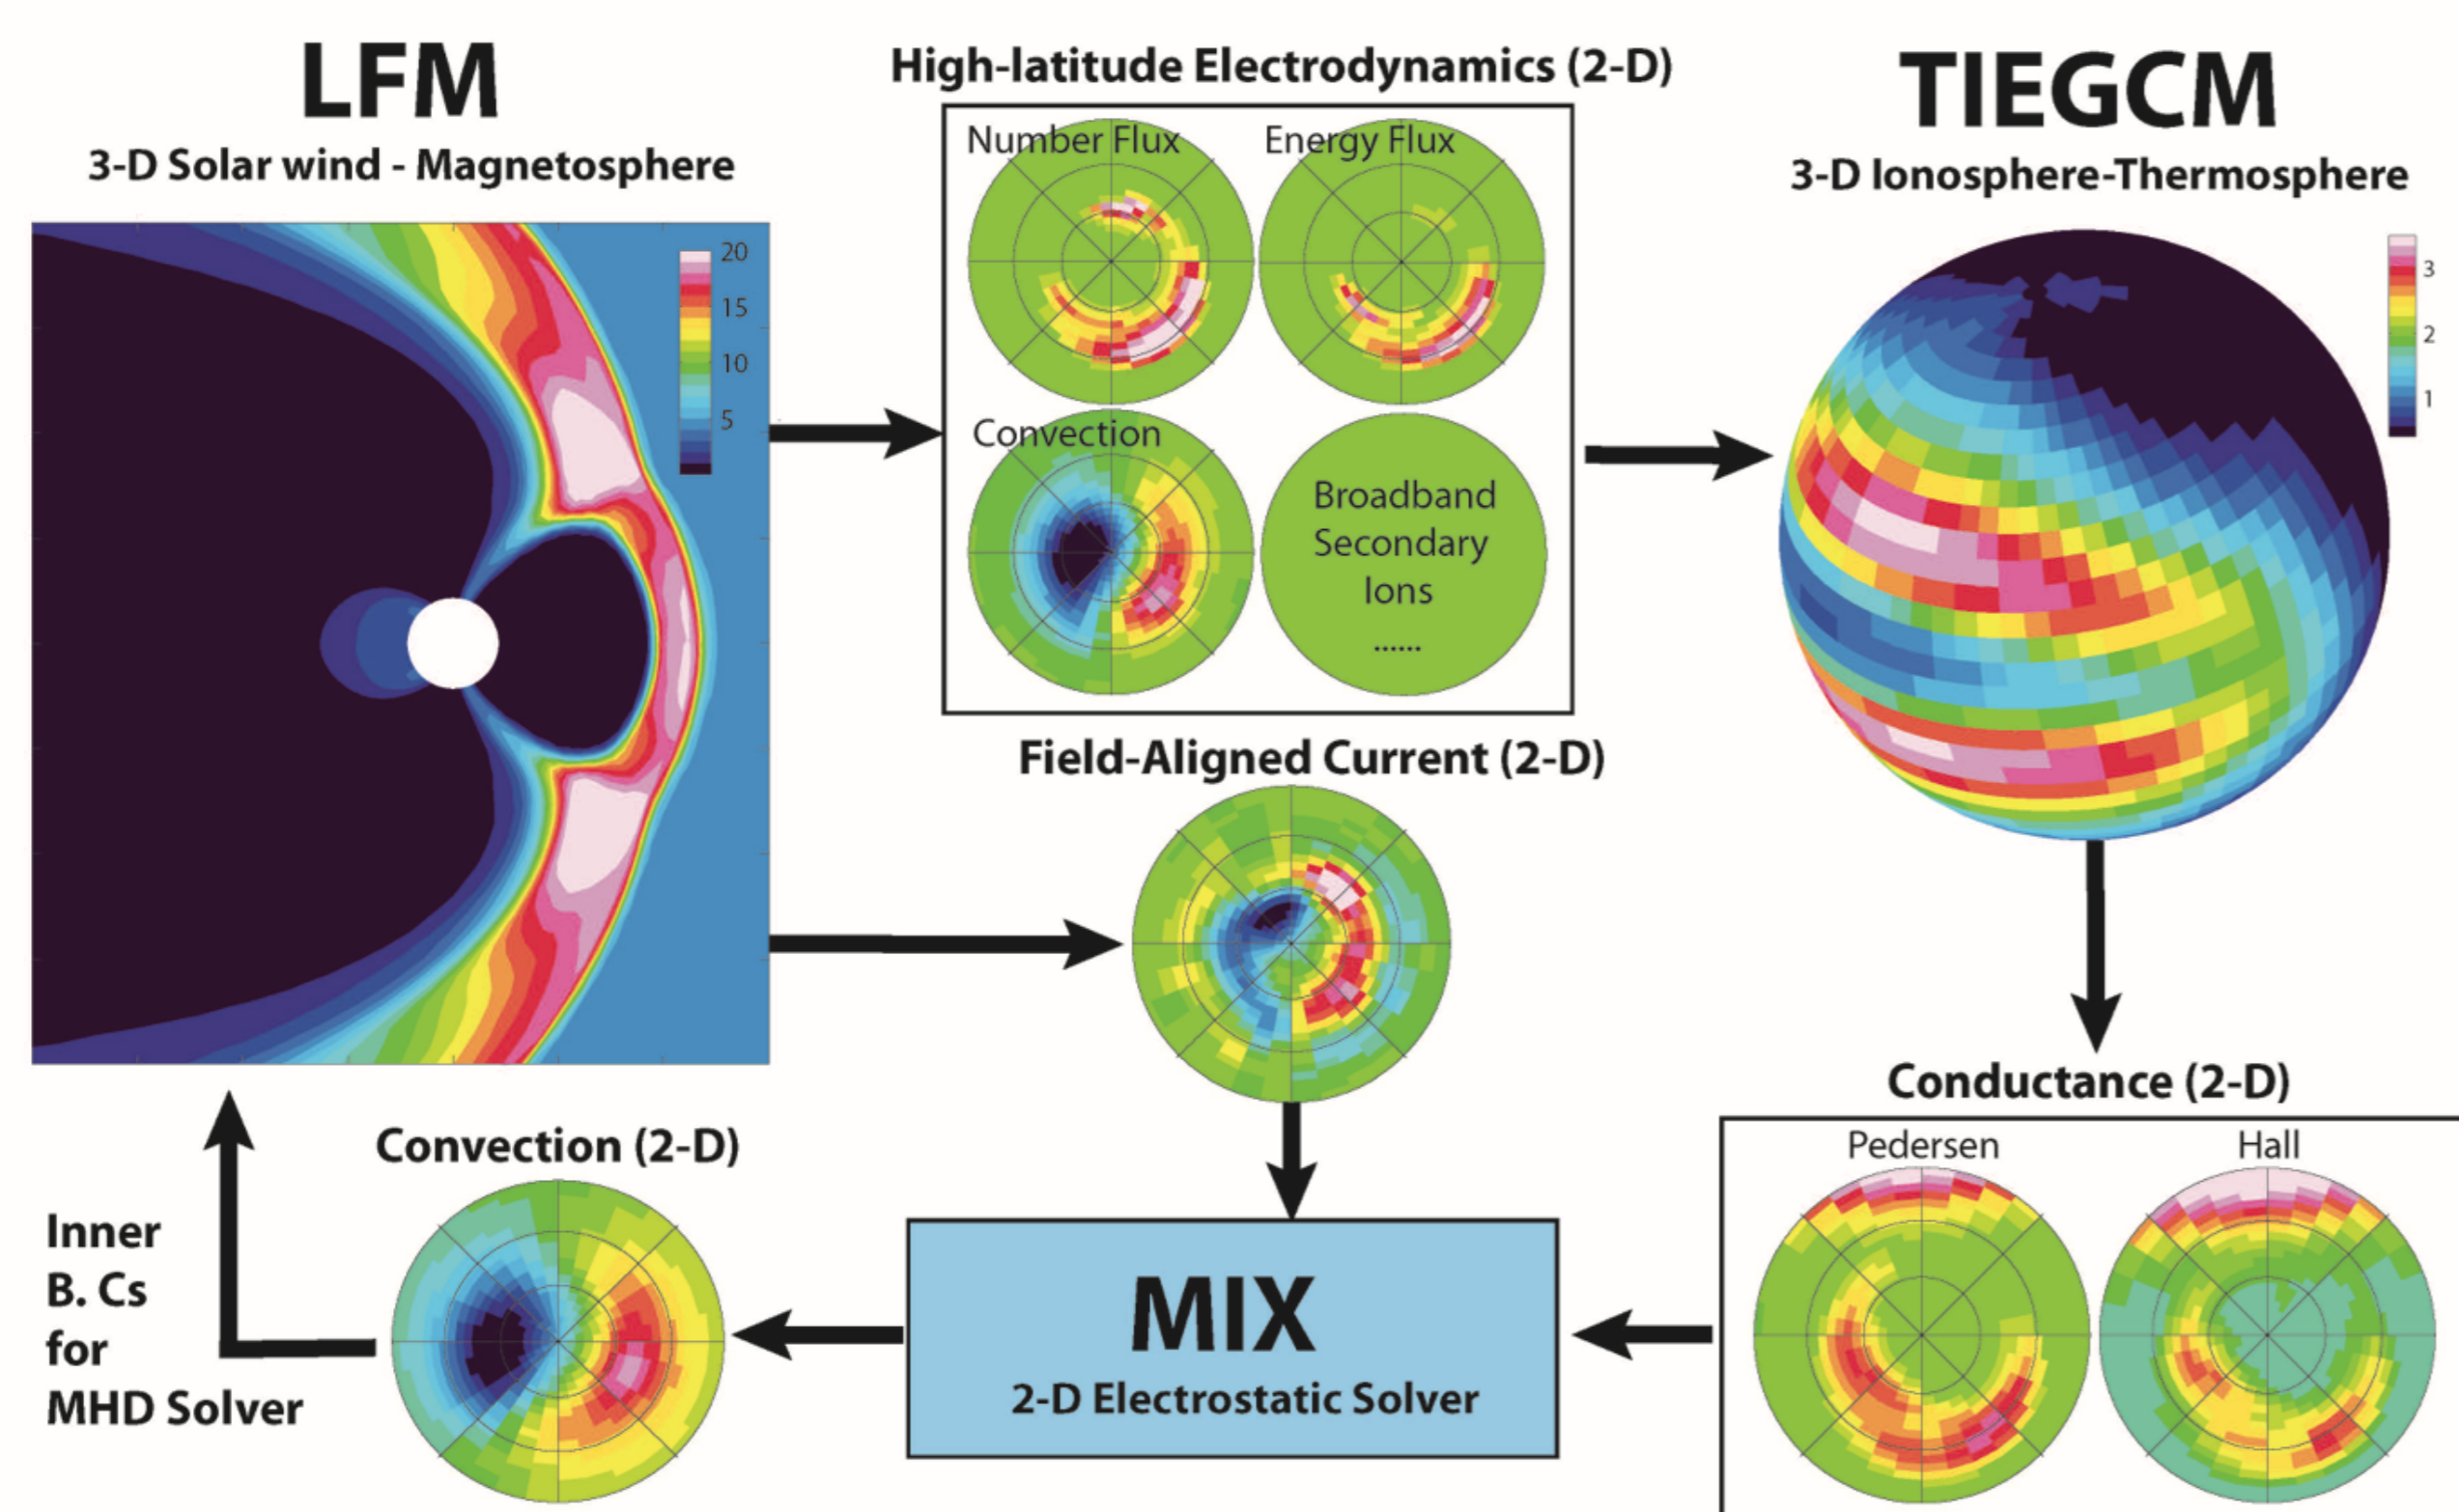 LFM
3-D Solar wind - Magnetosphere
20
15
10
5
High-latitude Electrodynamics (2-D)
Number Flux
Energy Flux
Convection
Broadband
Secondary
Ions
......
TIEGCM
3-D Ionosphere-Thermosphere
3
2
1
Field-Aligned Current (2-D)
Conductance (2-D)
Pedersen
Hall
MIX
2-D Electrostatic Solver
Convection (2-D)
Inner
B. Cs
for
MHD Solver